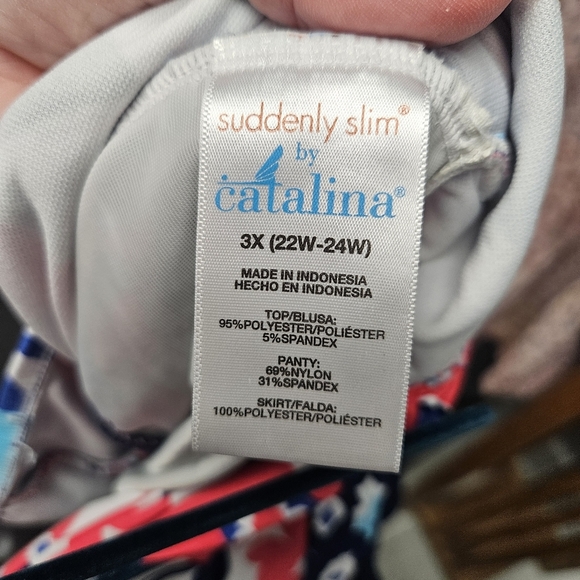 suddenly slim®
by
catalina®
3X (22W-24W)
MADE IN INDONESIA
HECHO EN INDONESIA
TOP/BLUSA:
95%POLYESTER/POLIÉSTER
5%SPANDEX
PANTY:
69%NYLON
31%SPANDEX
SKIRT/FALDA:
100%POLYESTER/POLIÉSTER